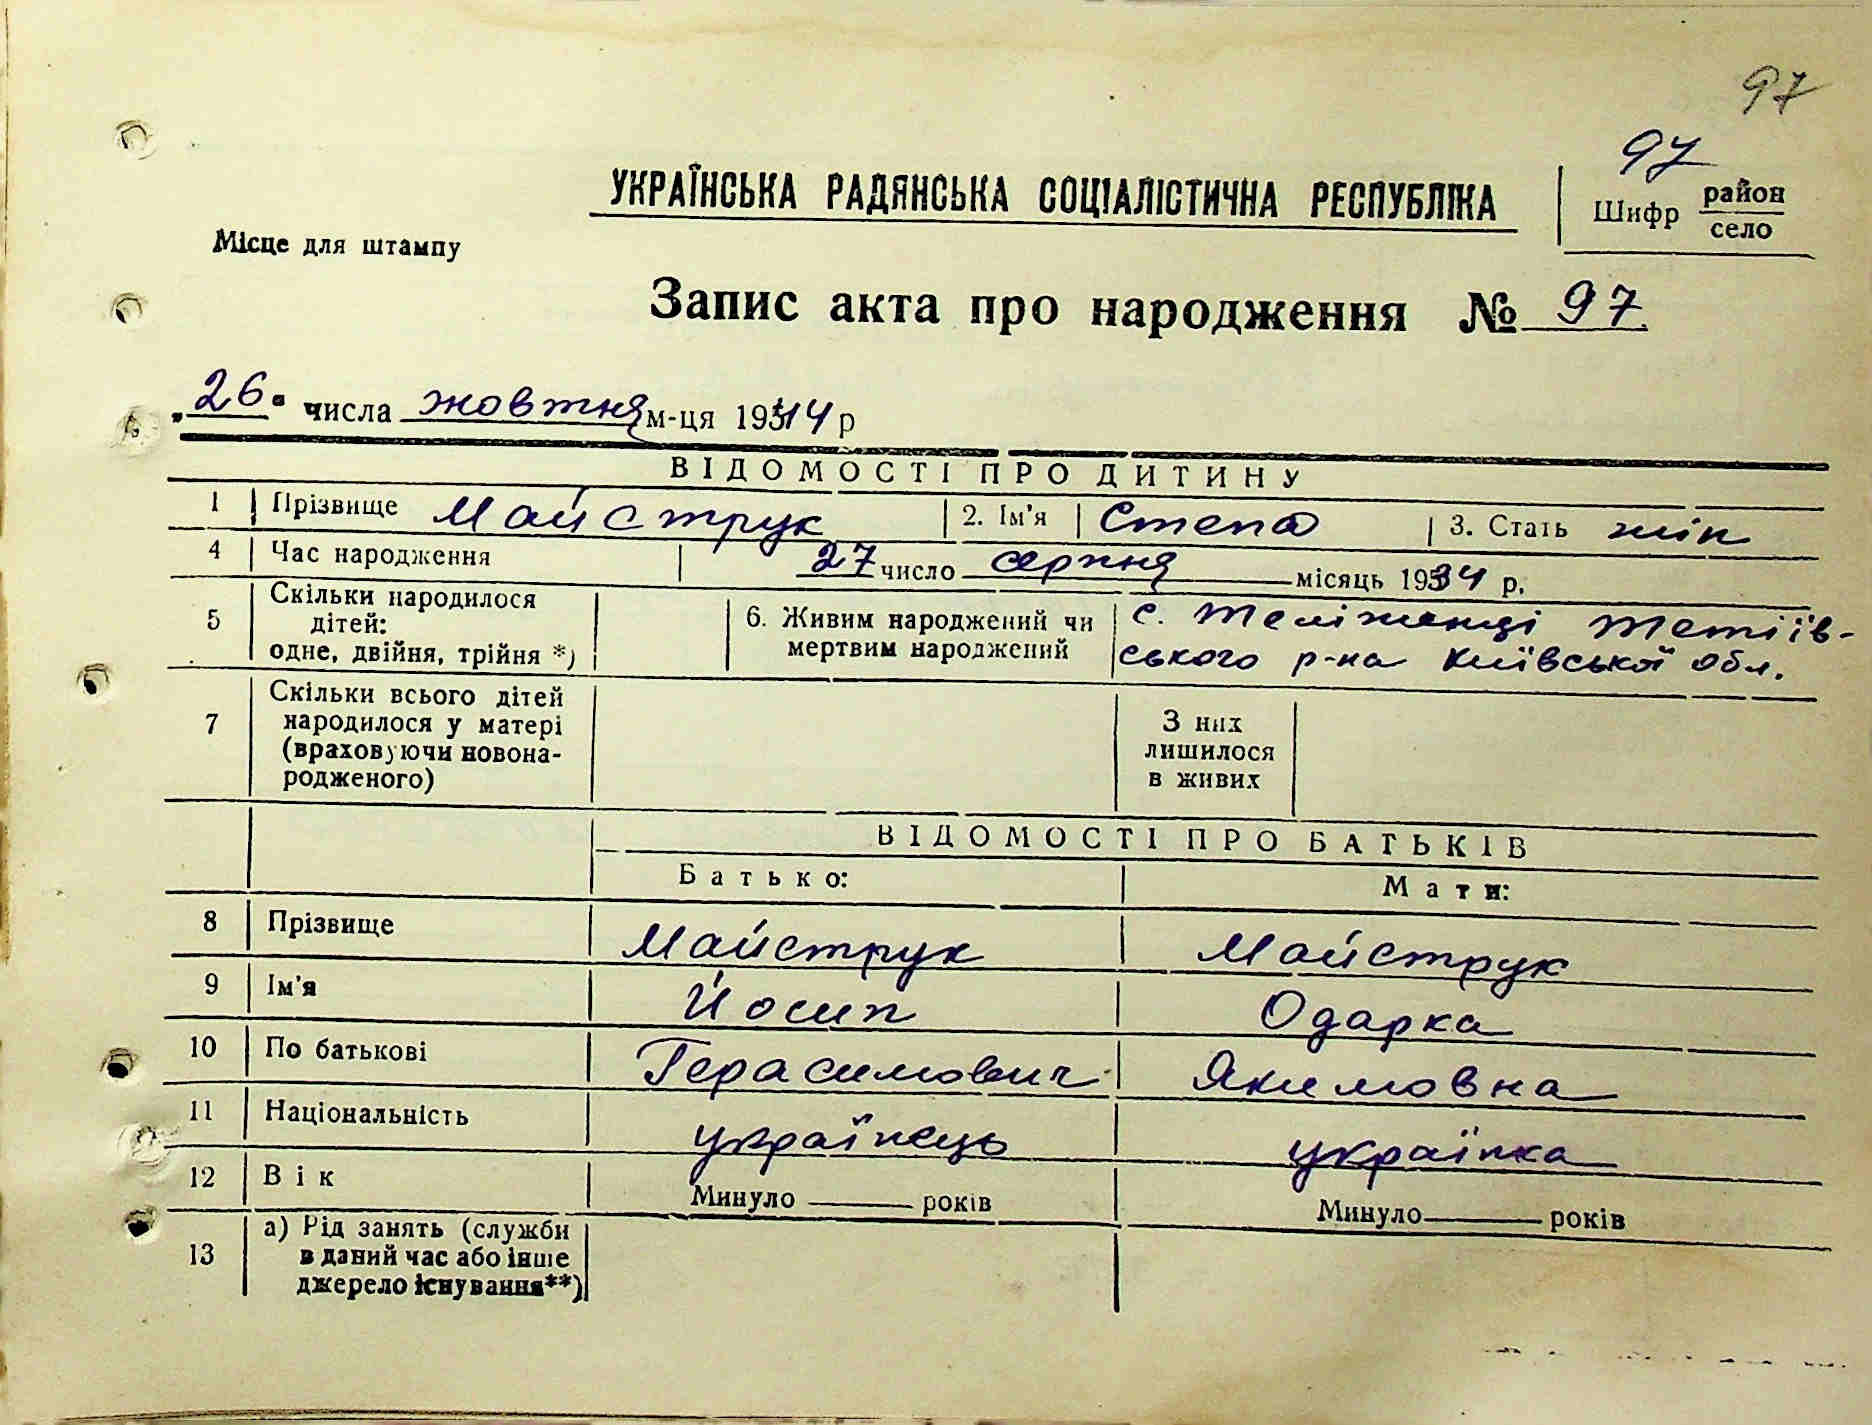 97
97
УКРАЇНСЬКА РАДЯНСЬКА СОЦІАЛІСТИЧНА РЕСПУБЛІКА
Шифр район
село
Місце для штампу
Запис акта про народження № 97
„26" числа жовтня м-ця 1944 р
ВІДОМОСТІ ПРО ДИТИНУ
1 Прізвище Майструк 2. Ім'я Степа 3. Стать жін
4 Час народження 27 число серпня місяць 1934 р.
5 Скільки народилося дітей: одне, двійня, трійня *) 6. Живим народжений чи мертвим народжений с. Теліженці Тетіїв-
ського р-на Київської обл.
7 Скільки всього дітей народилося у матері (враховуючи новонародженого) З них лишилося в живих
ВІДОМОСТІ ПРО БАТЬКІВ
Батько: Мати:
8 Прізвище Майструк Майструк
9 Ім'я Йосип Одарка
10 По батькові Герасимович Якимовна
11 Національність українець українка
12 Вік Минуло років Минуло років
13 а) Рід занять (служби
в даний час або інше
джерело існування**)